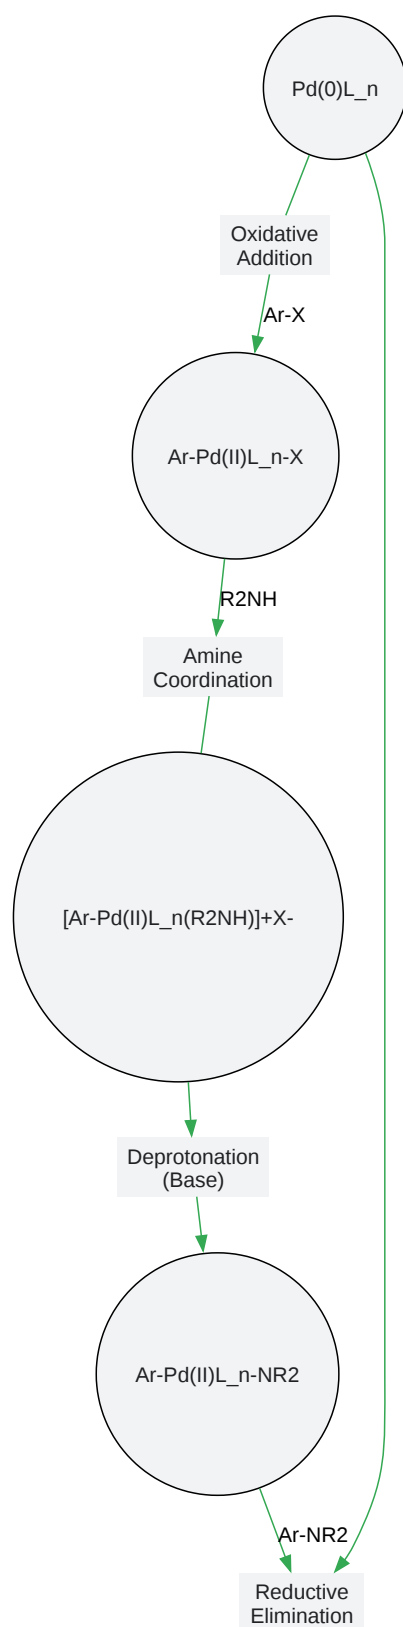 Pd(0)L_n
Oxidative
Addition
Ar-X
Ar-Pd(II)L_n-X
R2NH
Amine
Coordination
[Ar-Pd(II)L_n(R2NH)]+X-
Deprotonation
(Base)
Ar-Pd(II)L_n-NR2
Ar-NR2
Reductive
Elimination